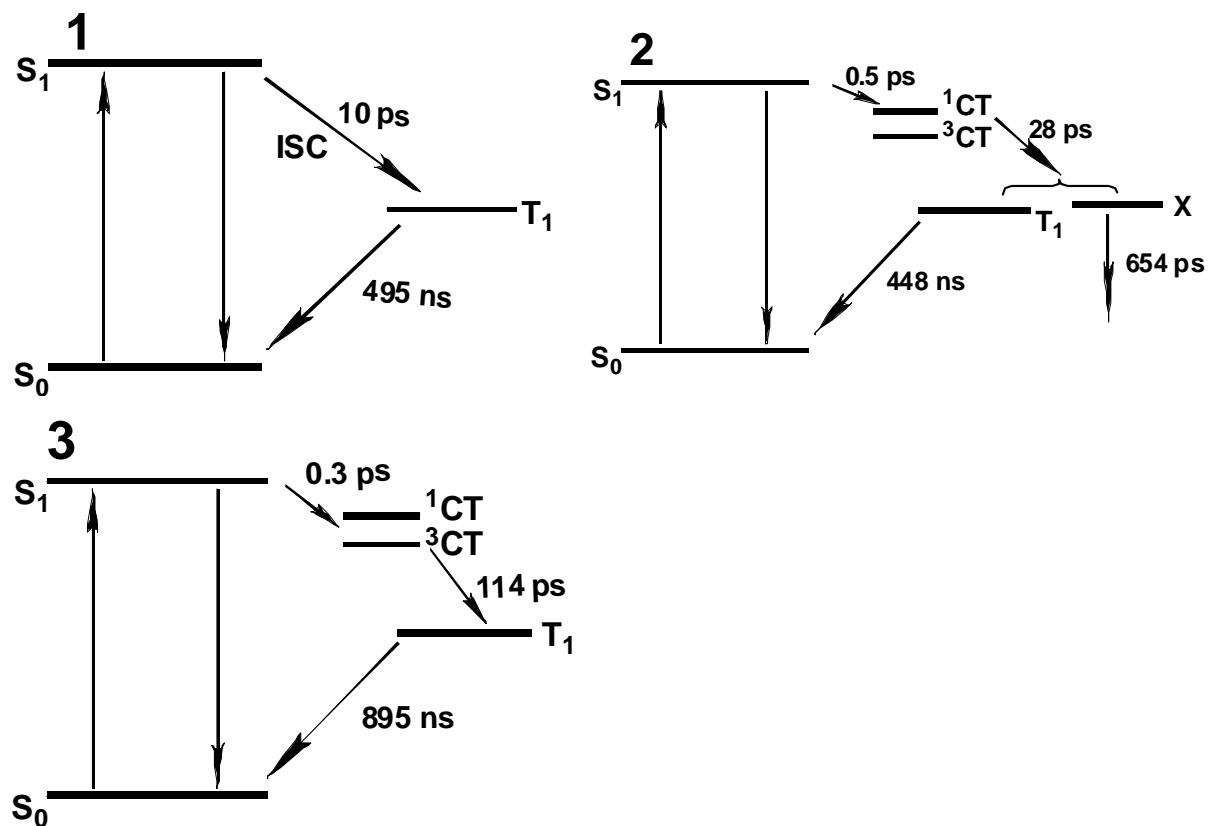 1
S1
10 ps
ISC
T1
495 ns
S0
2
S1
0.5 ps
1CT
3CT
28 ps
T1
X
448 ns
654 ps
S0
3
S1
0.3 ps
1CT
3CT
114 ps
T1
895 ns
S0